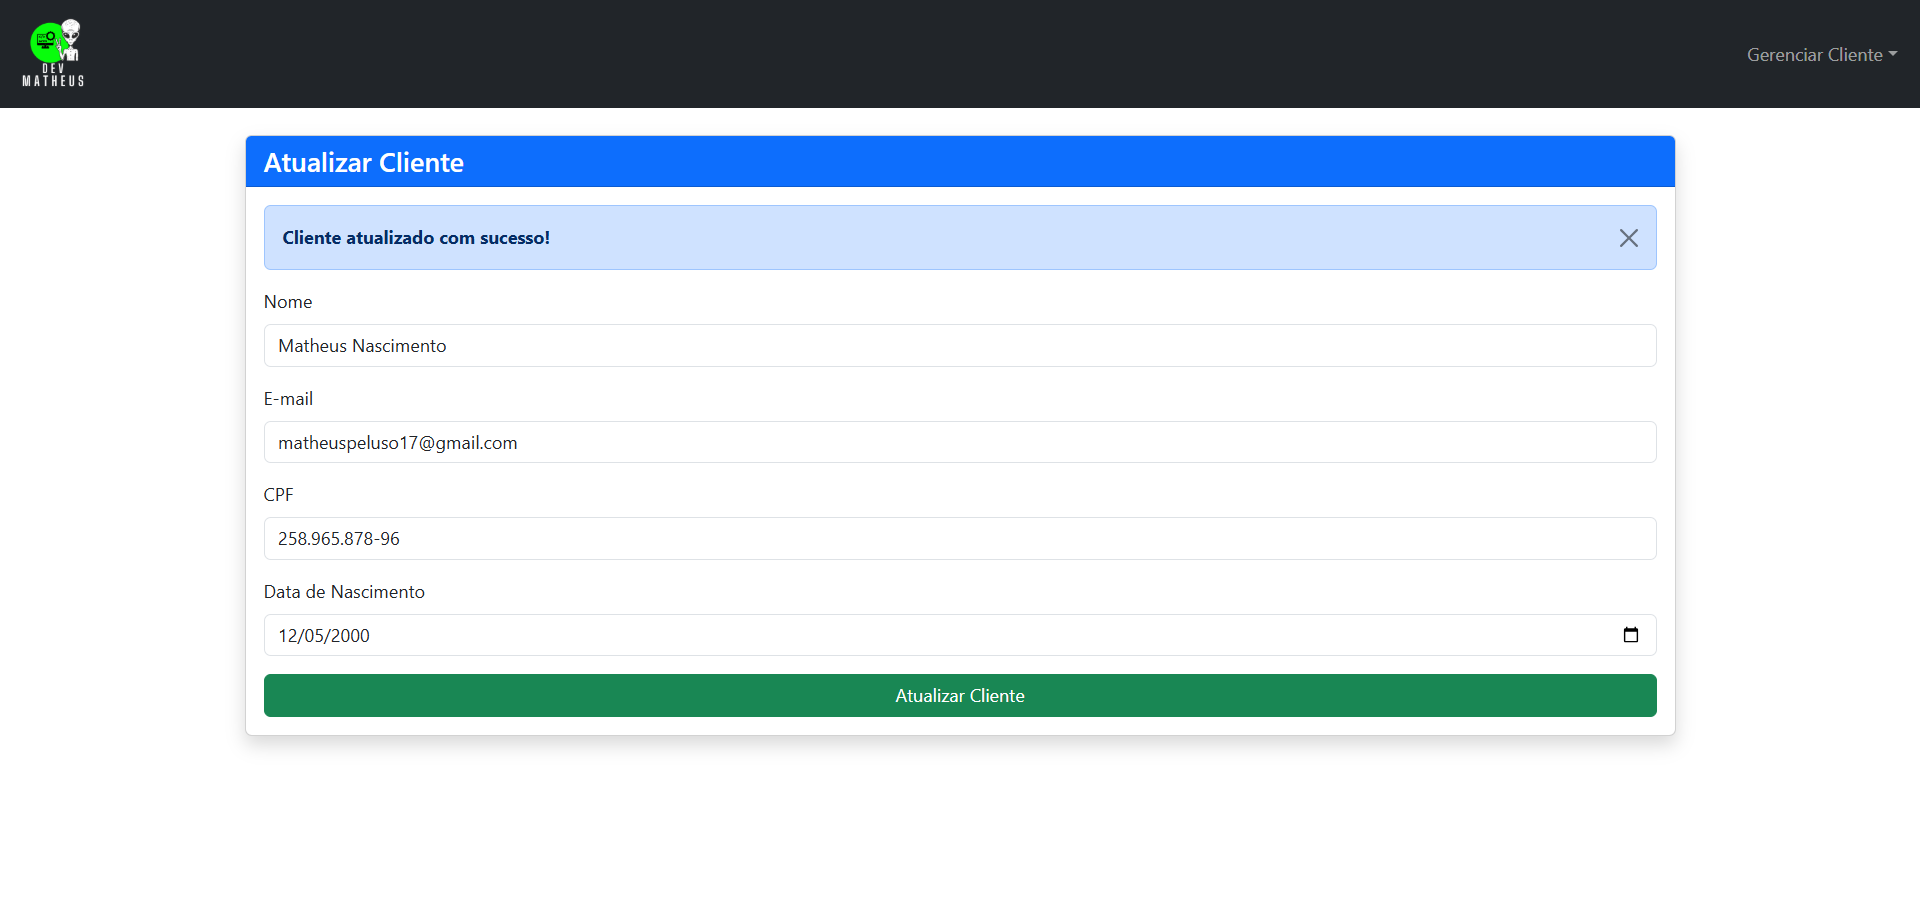 DEV
MATHEUS
Gerenciar Cliente
Atualizar Cliente
Cliente atualizado com sucesso!
Nome
Matheus Nascimento
E-mail
matheuspeluso17@gmail.com
CPF
258.965.878-96
Data de Nascimento
12/05/2000
Atualizar Cliente